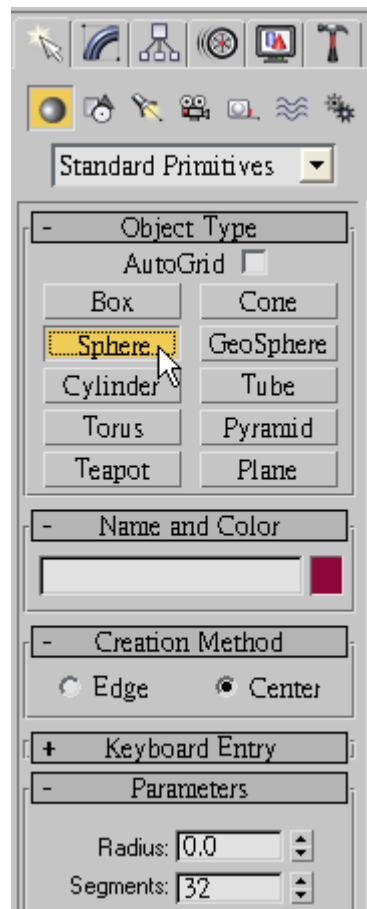 Standard Primitives
- Object Type
AutoGrid
Box Cone
Sphere GeoSphere
Cylinder Tube
Torus Pyramid
Teapot Plane
- Name and Color
- Creation Method
Edge Center
+ Keyboard Entry
- Parameters
Radius: 0.0
Segments: 32